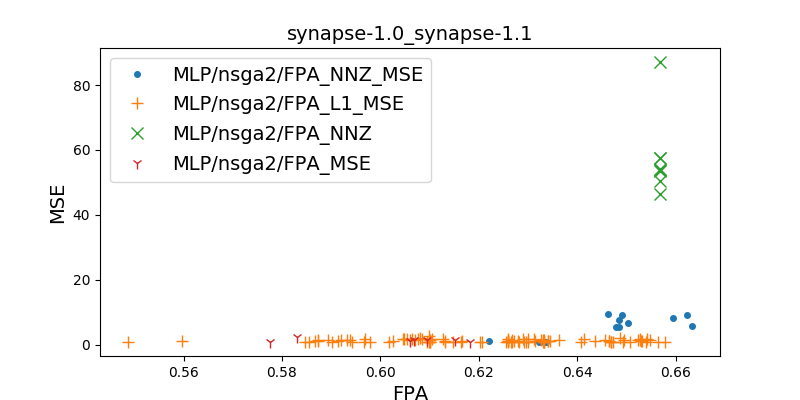 synapse-1.0_synapse-1.1
MLP/nsga2/FPA_NNZ_MSE
MLP/nsga2/FPA_L1_MSE
MLP/nsga2/FPA_NNZ
MLP/nsga2/FPA_MSE
MSE
80
60
40
20
0
0.56 0.58 0.60 0.62 0.64 0.66
FPA